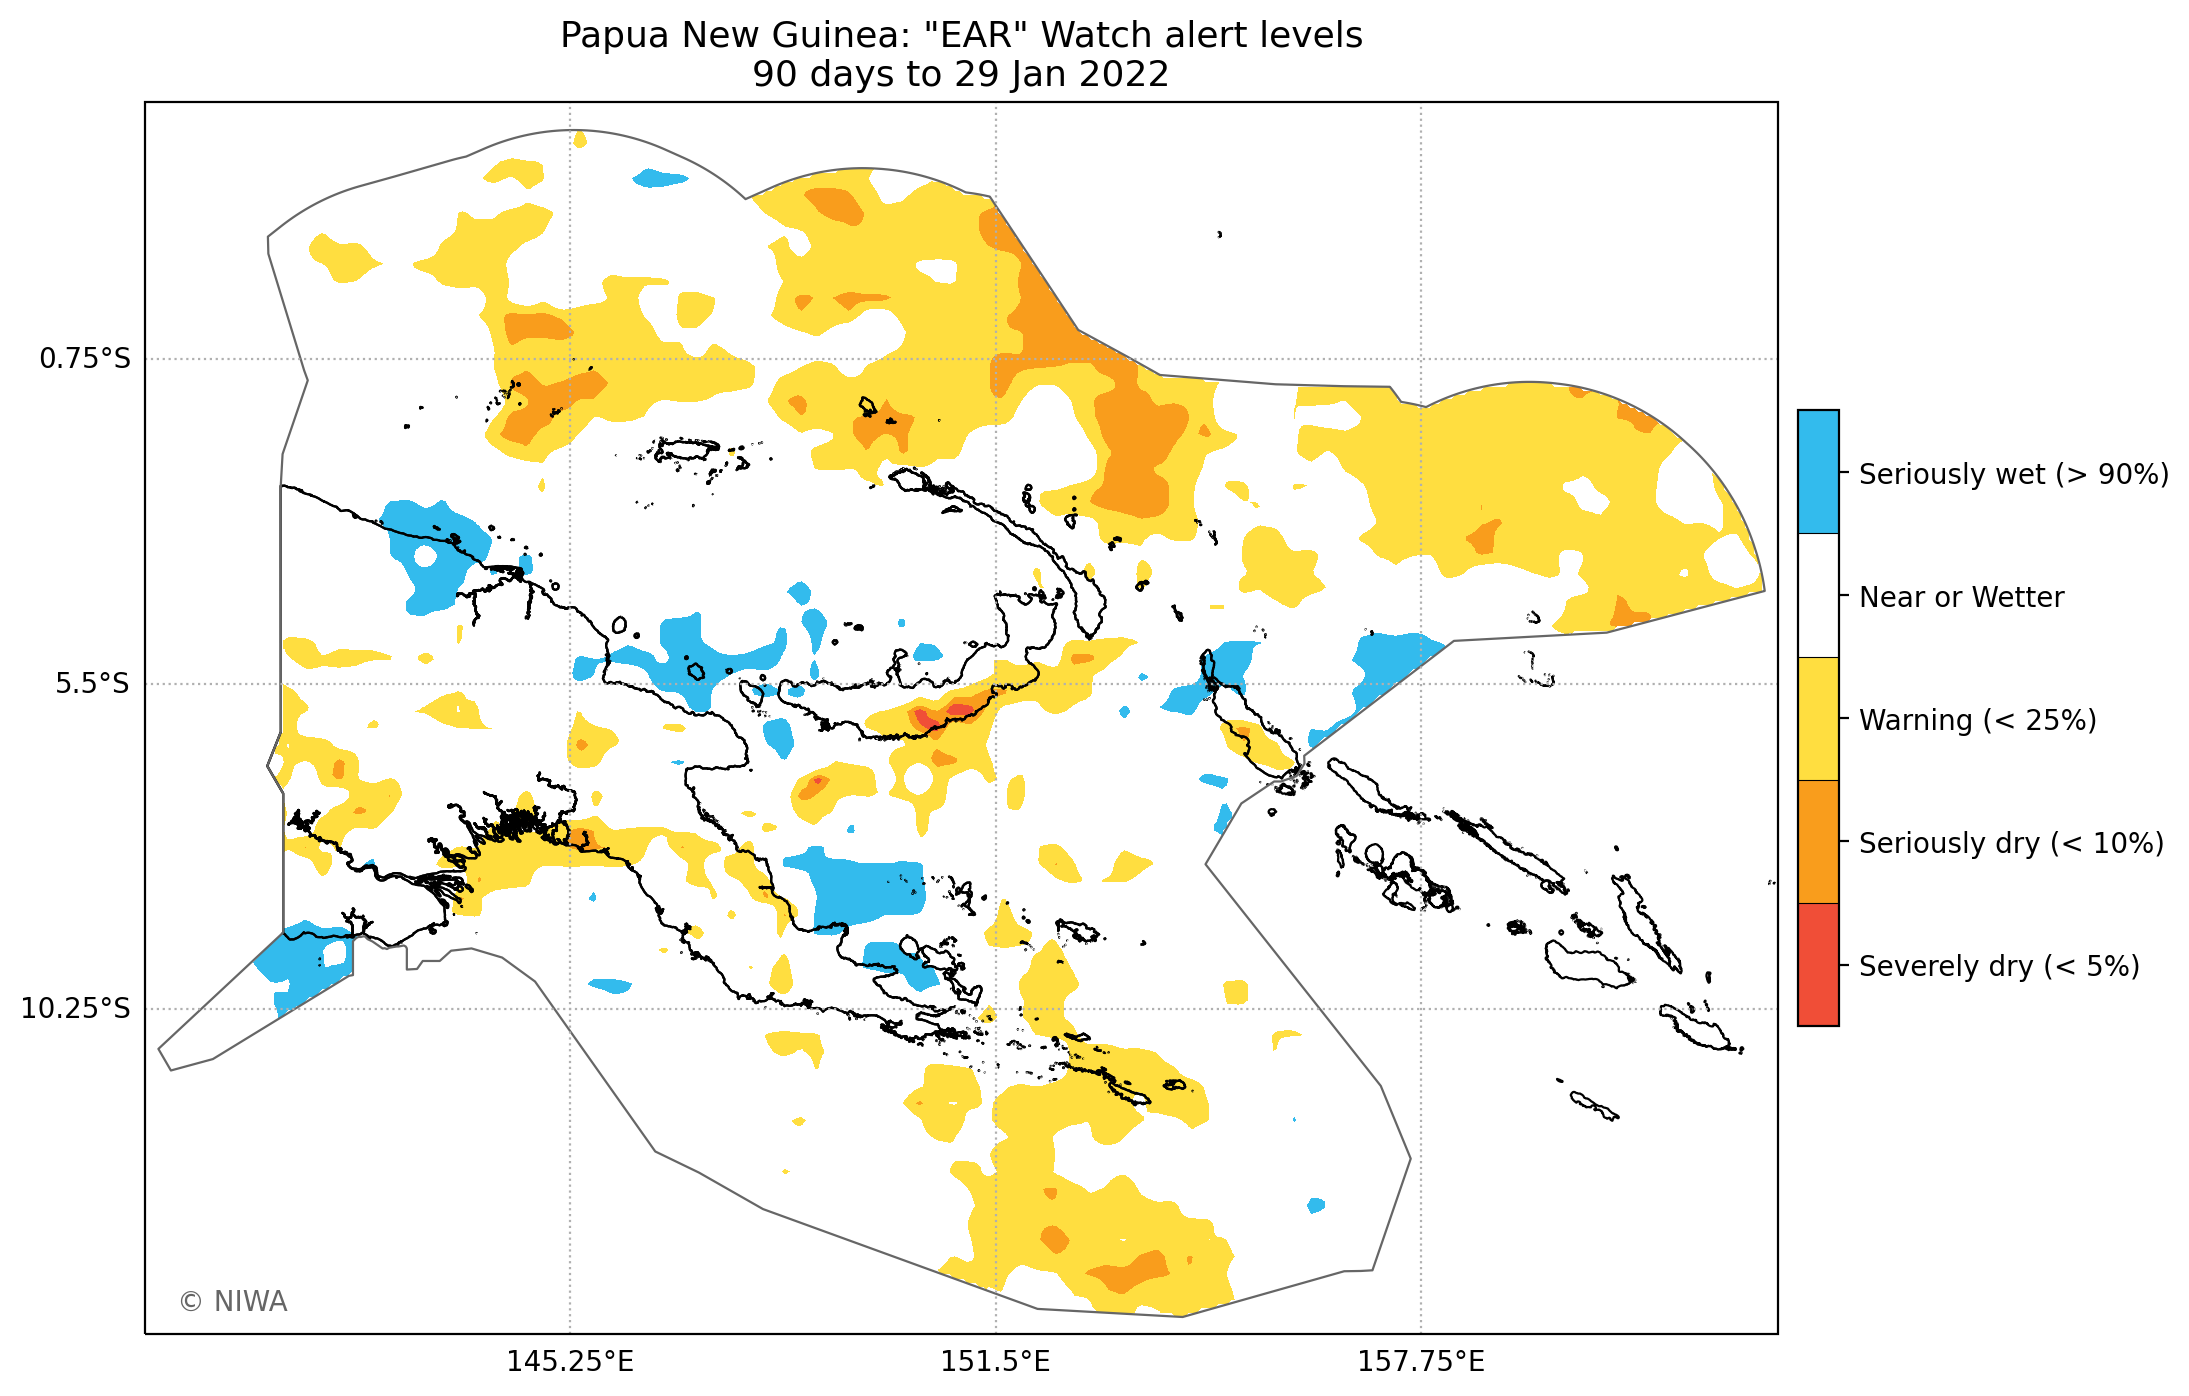 Papua New Guinea: "EAR" Watch alert levels
90 days to 29 Jan 2022
0.75°S
5.5°S
10.25°S
145.25°E
151.5°E
157.75°E
Seriously wet (> 90%)
Near or Wetter
Warning (< 25%)
Seriously dry (< 10%)
Severely dry (< 5%)
© NIWA